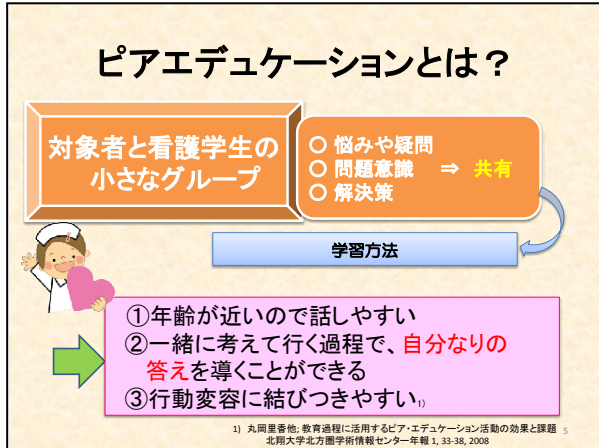 ピアエデュケーションとは？
対象者と看護学生の
小さなグループ
○ 悩みや疑問
○ 問題意識 ⇒ 共有
○ 解決策
学習方法
①年齢が近いので話しやすい
②一緒に考えて行く過程で、自分なりの
答えを導くことができる
③行動変容に結びつきやすい。1)
1) 丸岡里香他; 教育過程に活用するピア・エデュケーション活動の効果と課題
北翔大学北方圏学術情報センター年報 1, 33-38, 2008
5